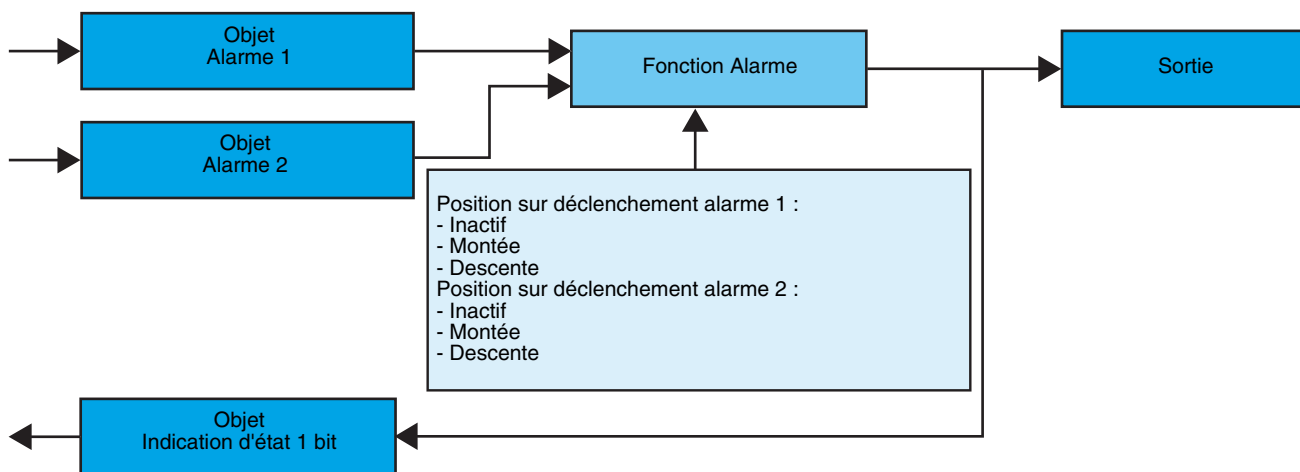 Objet
Alarme 1
Fonction Alarme
Sortie
Objet
Alarme 2
Position sur déclenchement alarme 1 :
- Inactif
- Montée
- Descente
Position sur déclenchement alarme 2 :
- Inactif
- Montée
- Descente
Objet
Indication d'état 1 bit